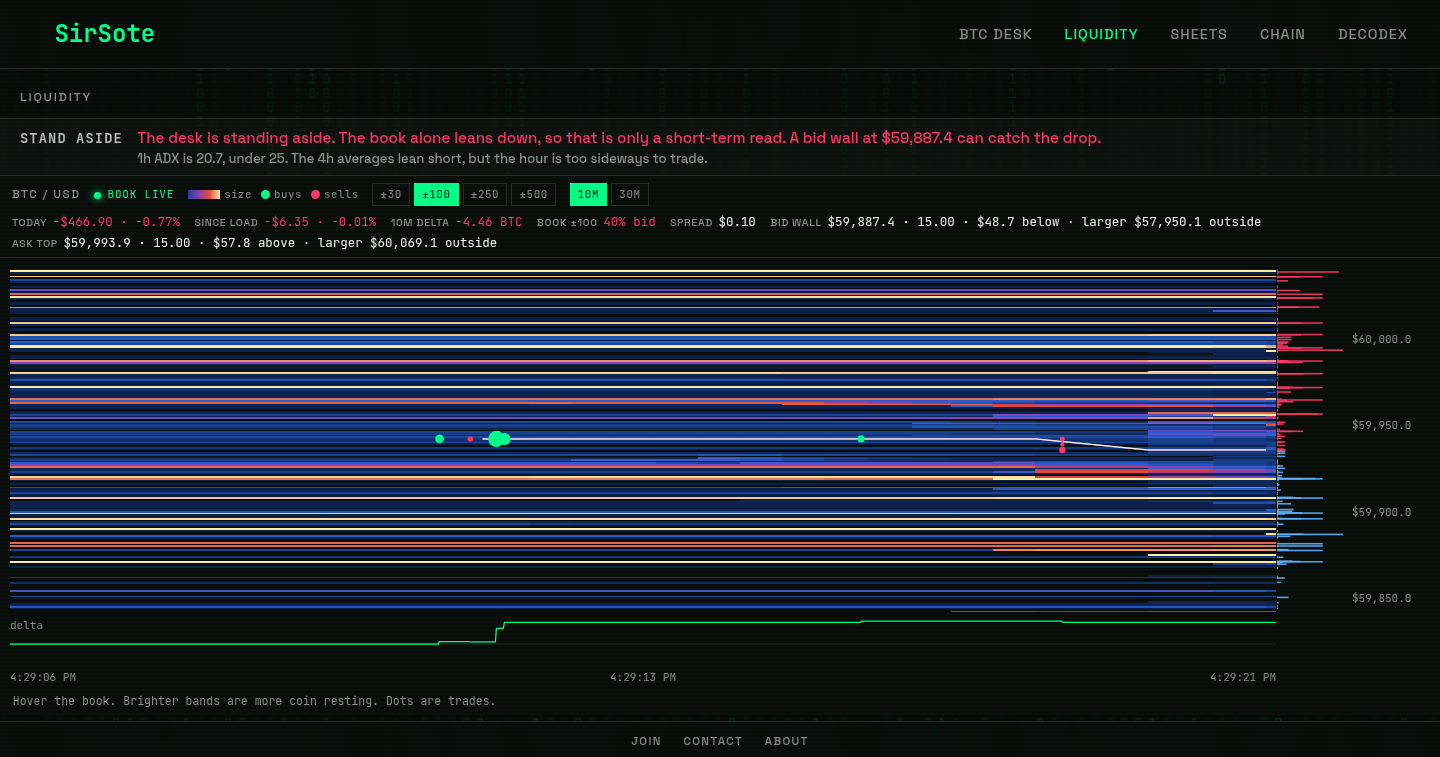 SirSote
BTC DESK LIQUIDITY SHEETS CHAIN DECODEX
LIQUIDITY
STAND ASIDE The desk is standing aside. The book alone leans down, so that is only a short-term read. A bid wall at $59,887.4 can catch the drop.
1h ADX is 20.7, under 25. The 4h averages lean short, but the hour is too sideways to trade.
BTC / USD BOOK LIVE size buys sells ±30 ±100 ±250 ±500 10M 30M
TODAY -$466.90 · -0.77% SINCE LOAD -$6.35 · -0.01% 10M DELTA -4.46 BTC BOOK ±100 40% bid SPREAD $0.10 BID WALL $59,887.4 · 15.00 · $48.7 below · larger $57,950.1 outside
ASK TOP $59,993.9 · 15.00 · $57.8 above · larger $60,069.1 outside
$60,000.0
$59,950.0
$59,900.0
$59,850.0
delta
4:29:06 PM 4:29:13 PM 4:29:21 PM
Hover the book. Brighter bands are more coin resting. Dots are trades.
JOIN CONTACT ABOUT